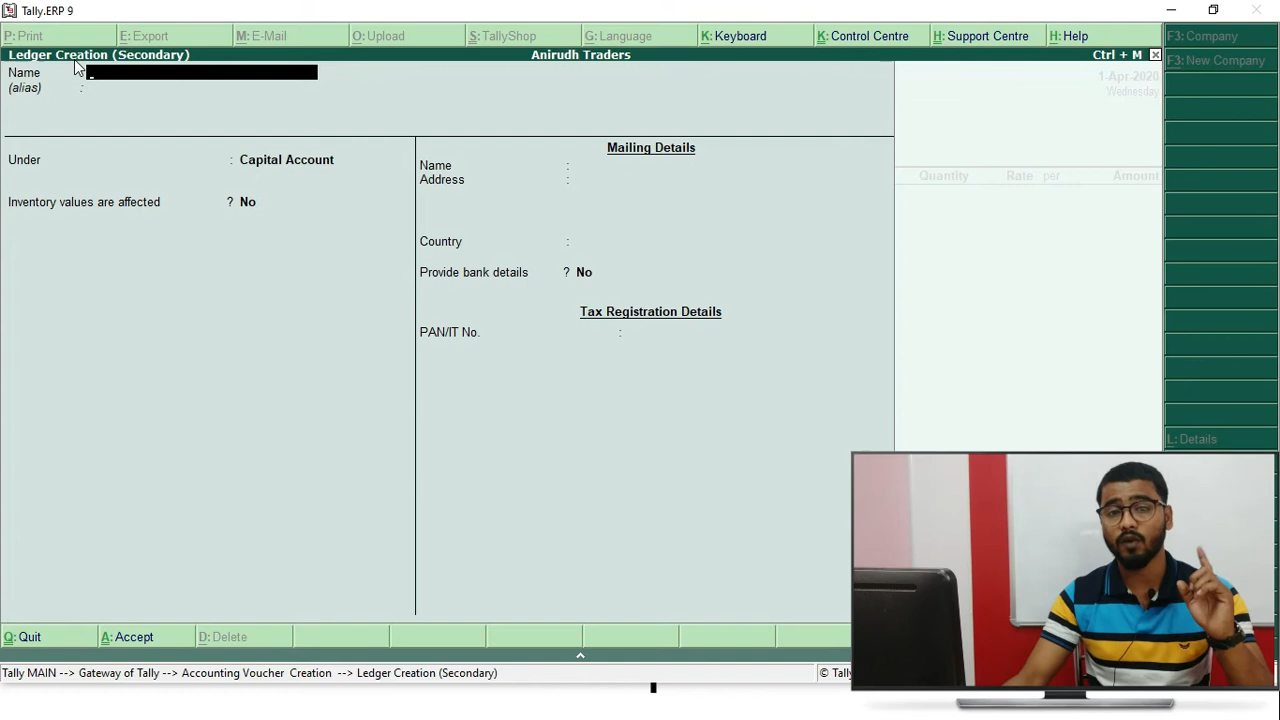 Tally.ERP 9
P: Print E: Export M: E-Mail O: Upload S: TallyShop G: Language K: Keyboard K: Control Centre H: Support Centre H: Help F3: Company
Ledger Creation (Secondary) Anirudh Traders Ctrl + M
F3: New Company
Name
(alias) :
1-Apr-2020
Wednesday
Mailing Details
Under : Capital Account
Name :
Address :
Quantity Rate per Amount
Inventory values are affected ? No
Country :
Provide bank details ? No
Tax Registration Details
PAN/IT No. :
L: Details
Q: Quit A: Accept D: Delete
Tally MAIN --> Gateway of Tally --> Accounting Voucher Creation --> Ledger Creation (Secondary) © Tally